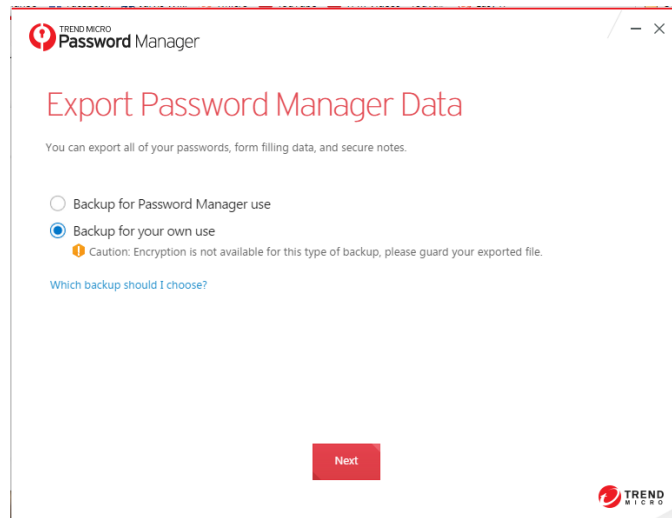 TREND MICRO
Password Manager
Export Password Manager Data
You can export all of your passwords, form filling data, and secure notes.
Backup for Password Manager use
Backup for your own use
Caution: Encryption is not available for this type of backup, please guard your exported file.
Which backup should I choose?
Next
TREND
MICRO